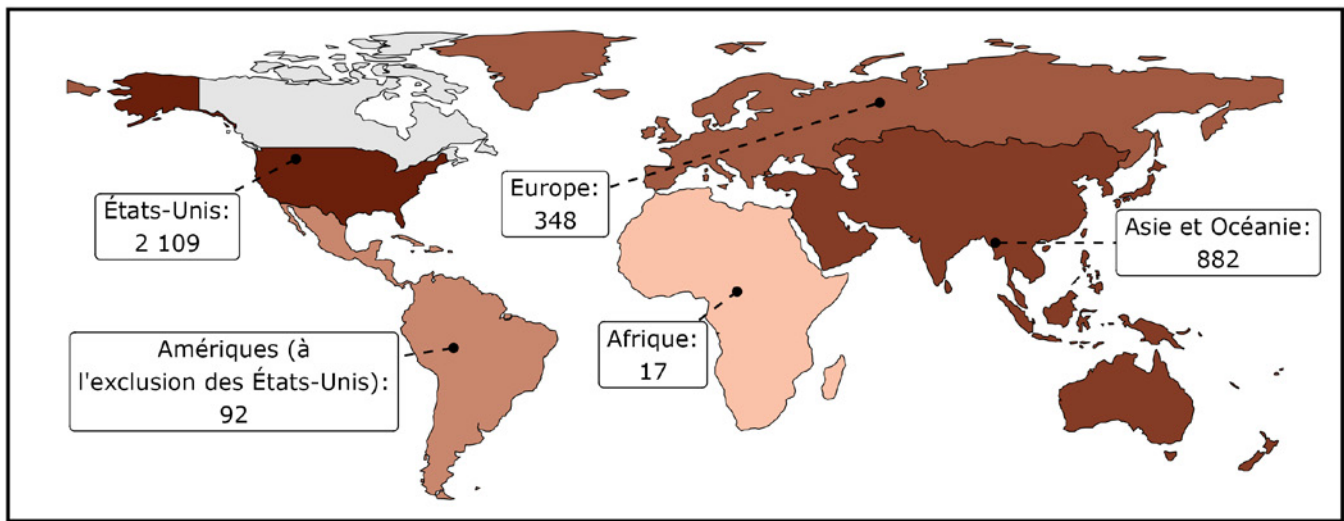 États-Unis:
2 109
Europe:
348
Asie et Océanie:
882
Amériques (à
l'exclusion des États-Unis):
92
Afrique:
17